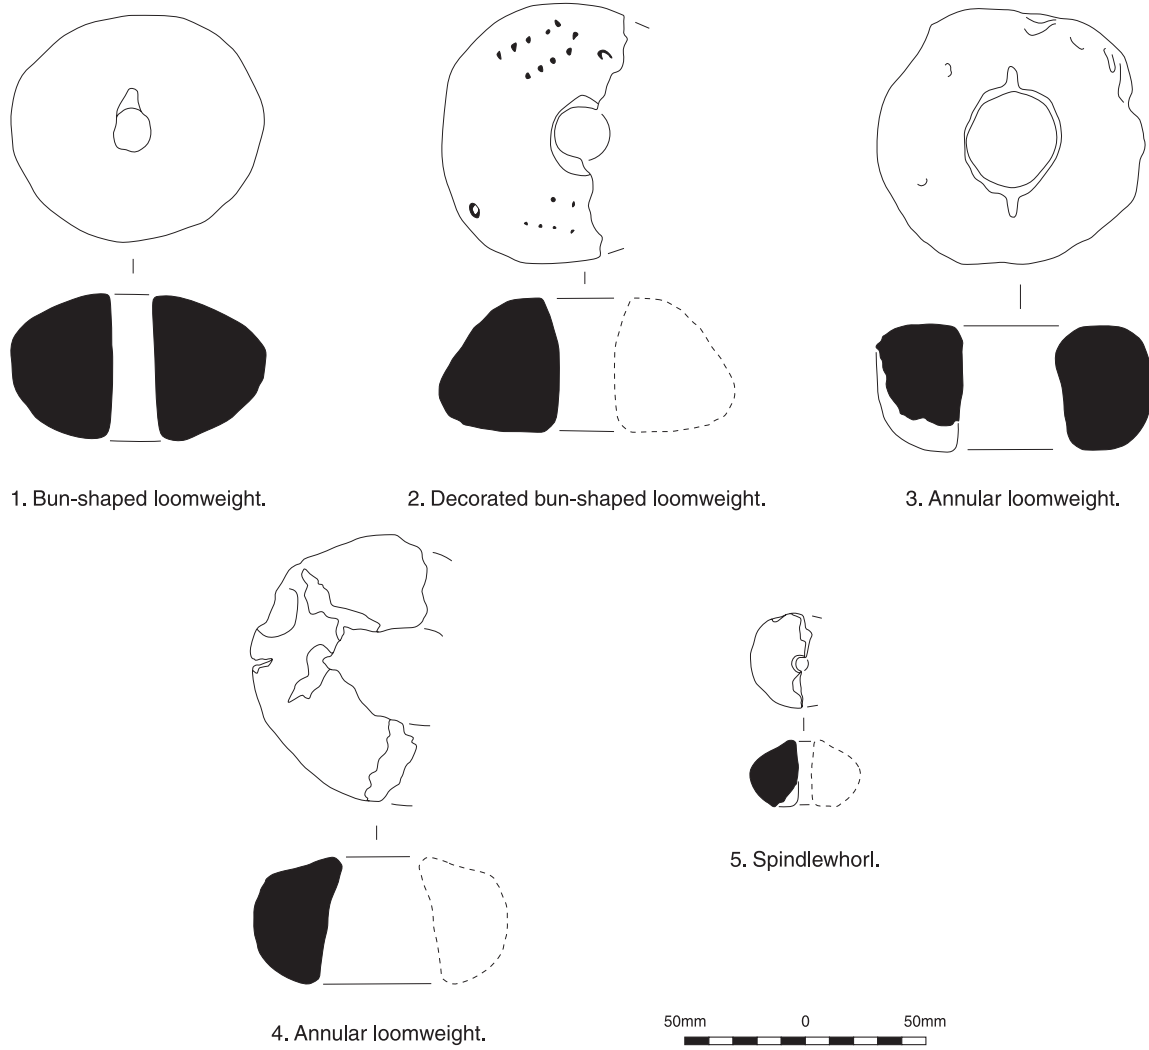 1. Bun-shaped loomweight.
2. Decorated bun-shaped loomweight.
3. Annular loomweight.
5. Spindlewhorl.
4. Annular loomweight.
50mm 0 50mm